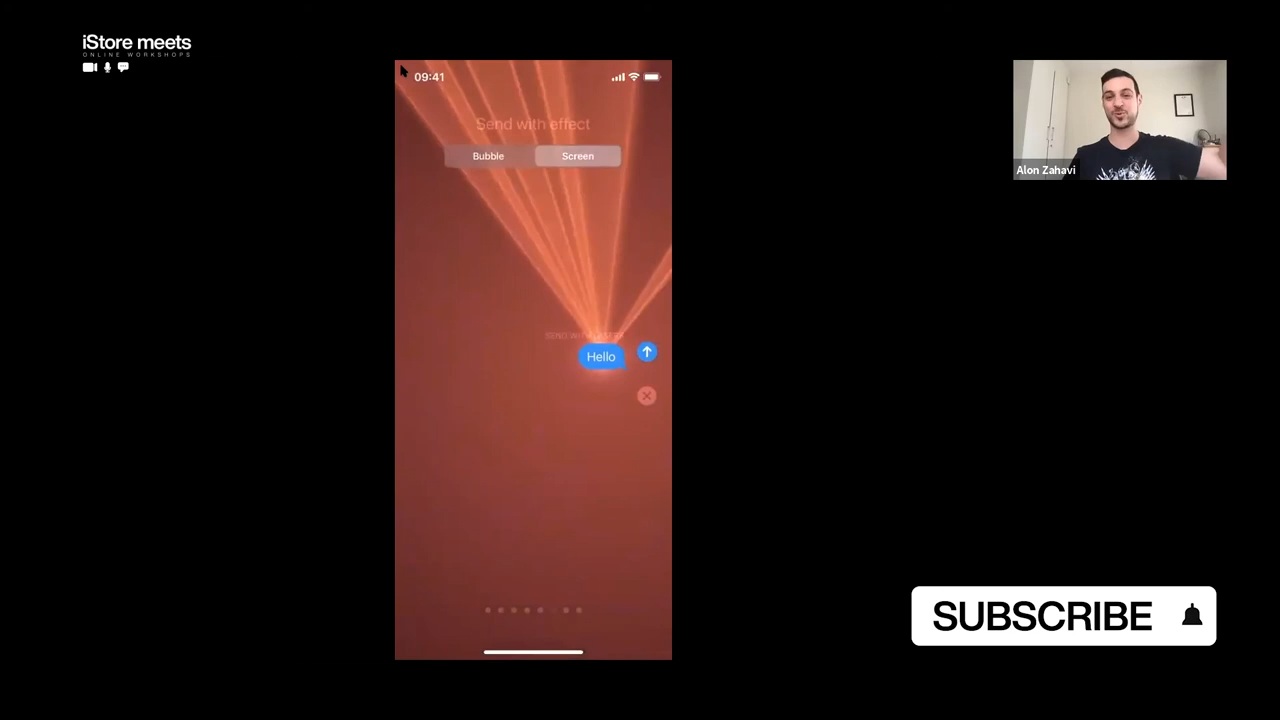 iStore meets
ONLINE WORKSHOPS
09:41
Send with effect
Bubble
Screen
Hello
Alon Zahavi
SUBSCRIBE